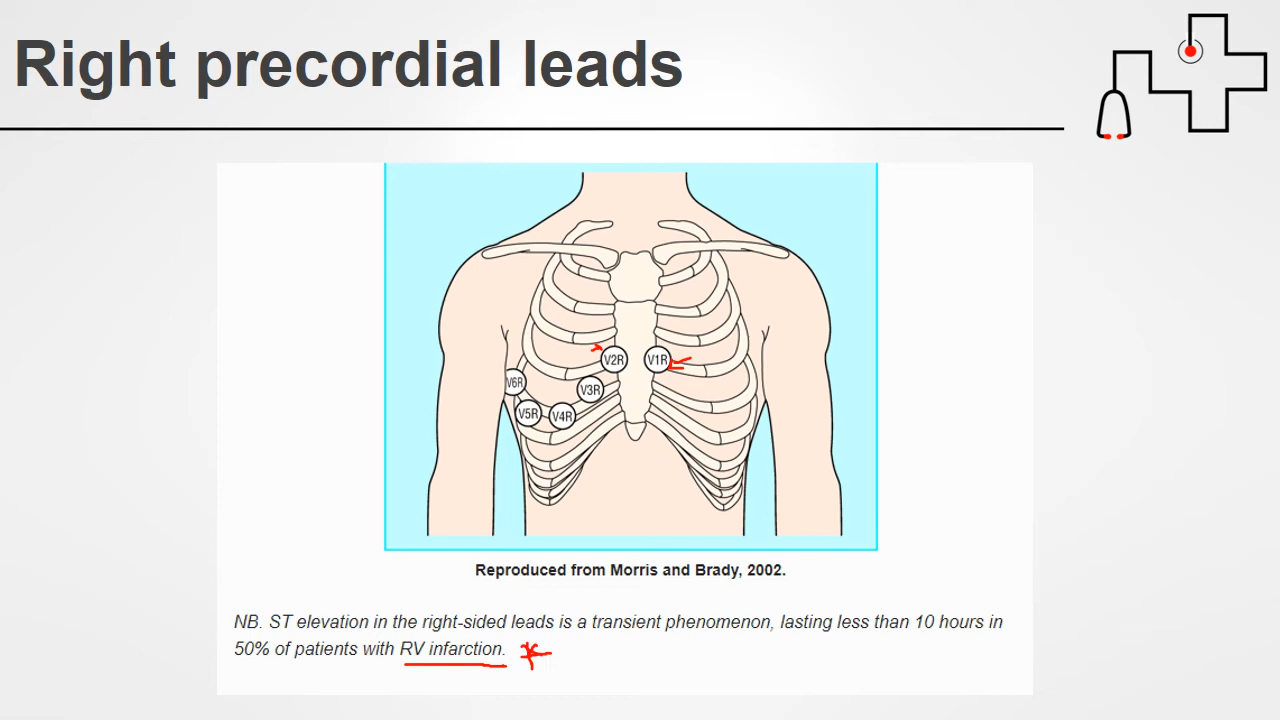 Right precordial leads
V2R
V1R
V6R
V3R
V5R
V4R
Reproduced from Morris and Brady, 2002.
NB. ST elevation in the right-sided leads is a transient phenomenon, lasting less than 10 hours in
50% of patients with RV infarction.